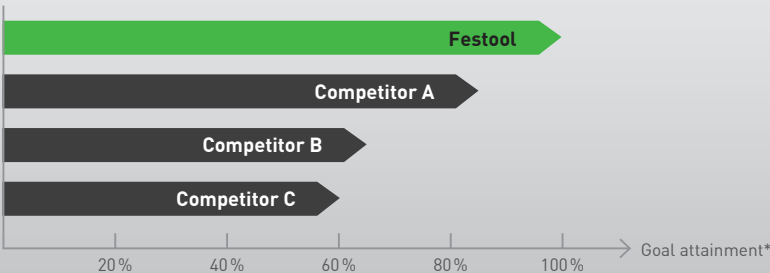 Festool
Competitor A
Competitor B
Competitor C
20 % 40 % 60 % 80 % 100 % Goal attainment*